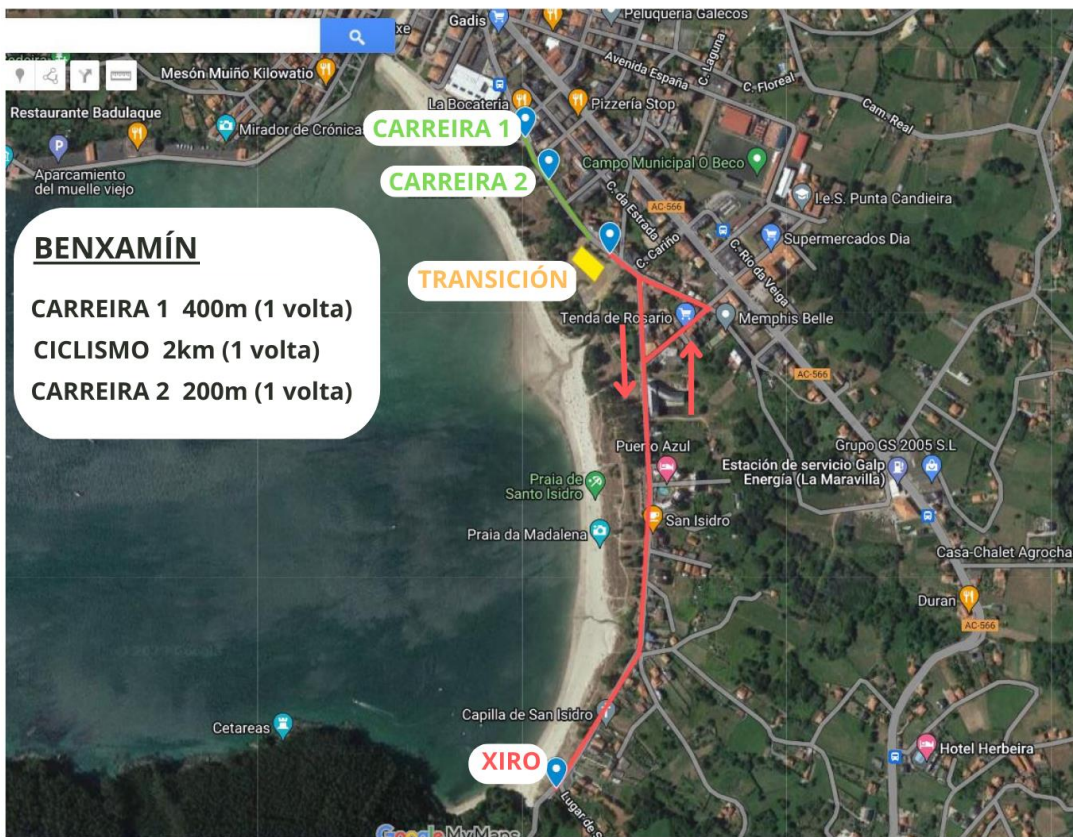 Gadis
Peluquería Galecos
xe
Avenida España
C. Laguna
C. Floreal
Mesón Muiño Kilowatio
Cam. Real
La Bocateria
Pizzería Stop
Restaurante Badulaque
Mirador de Crónica
CARREIRA 1
Campo Municipal O Beco
Aparcamiento
del muelle viejo
CARREIRA 2
C. da Estrada
I.e.S. Punta Candieira
AC-566
BENXAMÍN
C. Cariño
Supermercados Dia
C. Río da Veiga
TRANSICIÓN
CARREIRA 1 400m (1 volta)
Tenda de Rosario
Memphis Belle
CICLISMO 2km (1 volta)
AC-566
CARREIRA 2 200m (1 volta)
Puerto Azul
Grupo GS 2005 S.L
Estación de servicio Galp
Energía (La Maravilla)
Praia de
Santo Isidro
San Isidro
Praia da Madalena
Casa-Chalet Agrocha
Duran
AC-566
Capilla de San Isidro
Cetareas
Hotel Herbeira
XIRO
Lugar de S
Google My Maps